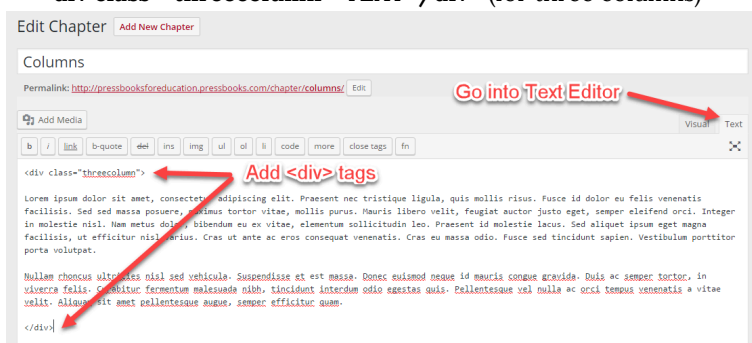 (for three columns)
Edit Chapter Add New Chapter
Columns
Permalink: http://pressbooksforeducation.pressbooks.com/chapter/columns/ Edit
Go into Text Editor
Add Media
Visual Text
b i link b-quote del ins img ul ol li code more close tags fn
<div class="threecolumn">
Add <div> tags
Lorem ipsum dolor sit amet, consectetur adipiscing elit. Praesent nec tristique ligula, quis mollis risus. Fusce id dolor eu felis venenatis
facilisis. Sed sed massa posuere, maximus tortor vitae, mollis purus. Mauris libero velit, feugiat auctor justo eget, semper eleifend orci. Integer
in molestie nisl. Nam metus dolor, bibendum eu ex vitae, elementum sollicitudin leo. Praesent id molestie lacus. Sed aliquet ipsum eget magna
facilisis, ut efficitur nisl varius. Cras ut ante ac eros consequat venenatis. Cras eu massa odio. Fusce sed tincidunt sapien. Vestibulum porttitor
porta volutpat.
Nullam rhoncus ultricies nisl sed vehicula. Suspendisse et est massa. Donec euismod neque id mauris congue gravida. Duis ac semper tortor, in
viverra felis. Curabitur fermentum malesuada nibh, tincidunt interdum odio egestas quis. Pellentesque vel nulla ac orci tempus venenatis a vitae
velit. Aliquam sit amet pellentesque augue, semper efficitur quam.
</div>